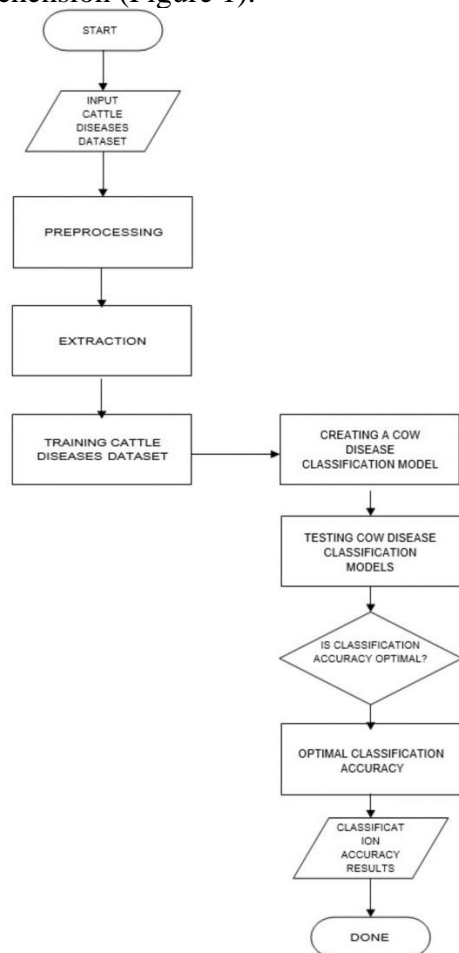 ehension (Figure 1).
START
INPUT
CATTLE
DISEASES
DATASET
PREPROCESSING
EXTRACTION
TRAINING CATTLE
DISEASES DATASET
CREATING A COW
DISEASE
CLASSIFICATION MODEL
TESTING COW DISEASE
CLASSIFICATION
MODELS
IS CLASSIFICATION
ACCURACY OPTIMAL?
OPTIMAL CLASSIFICATION
ACCURACY
CLASSIFICAT
ION
ACCURACY
RESULTS
DONE